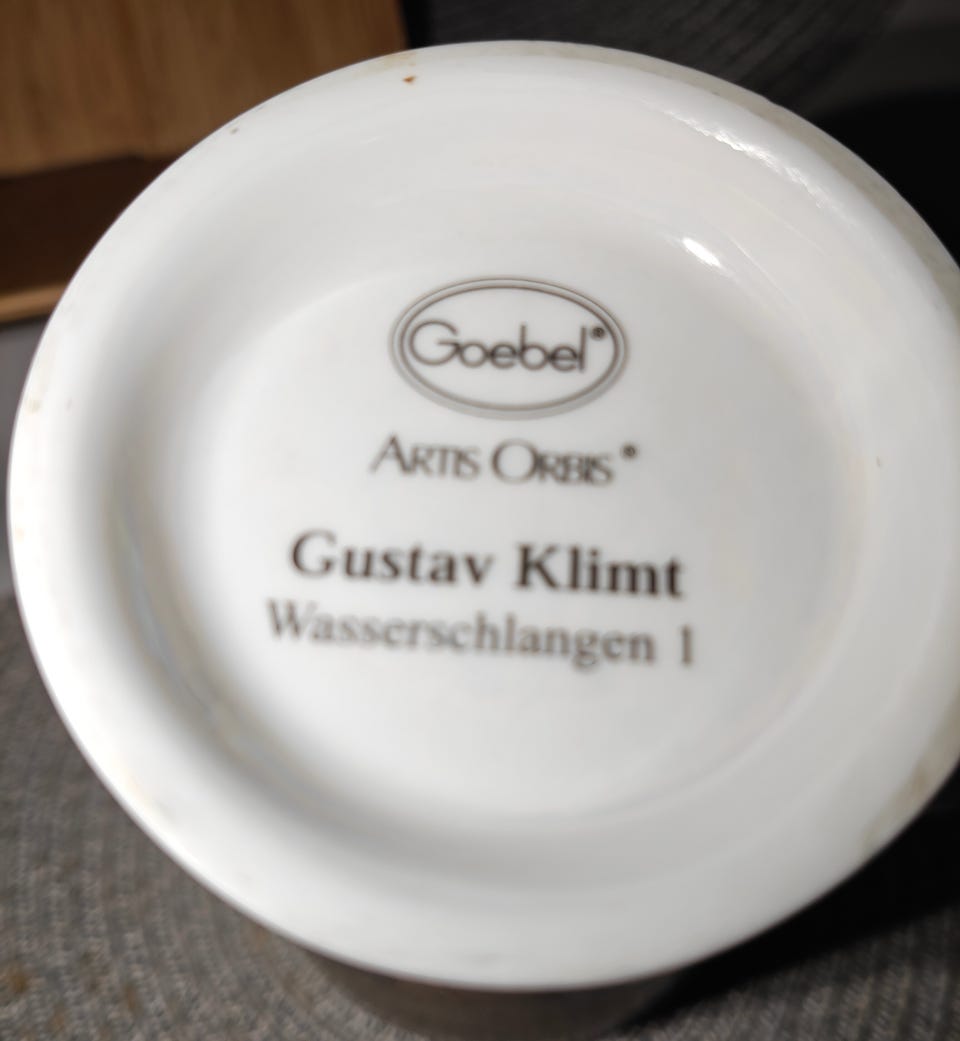 Goebel®
ARTIS ORBIS®
Gustav Klimt
Wasserschlangen 1